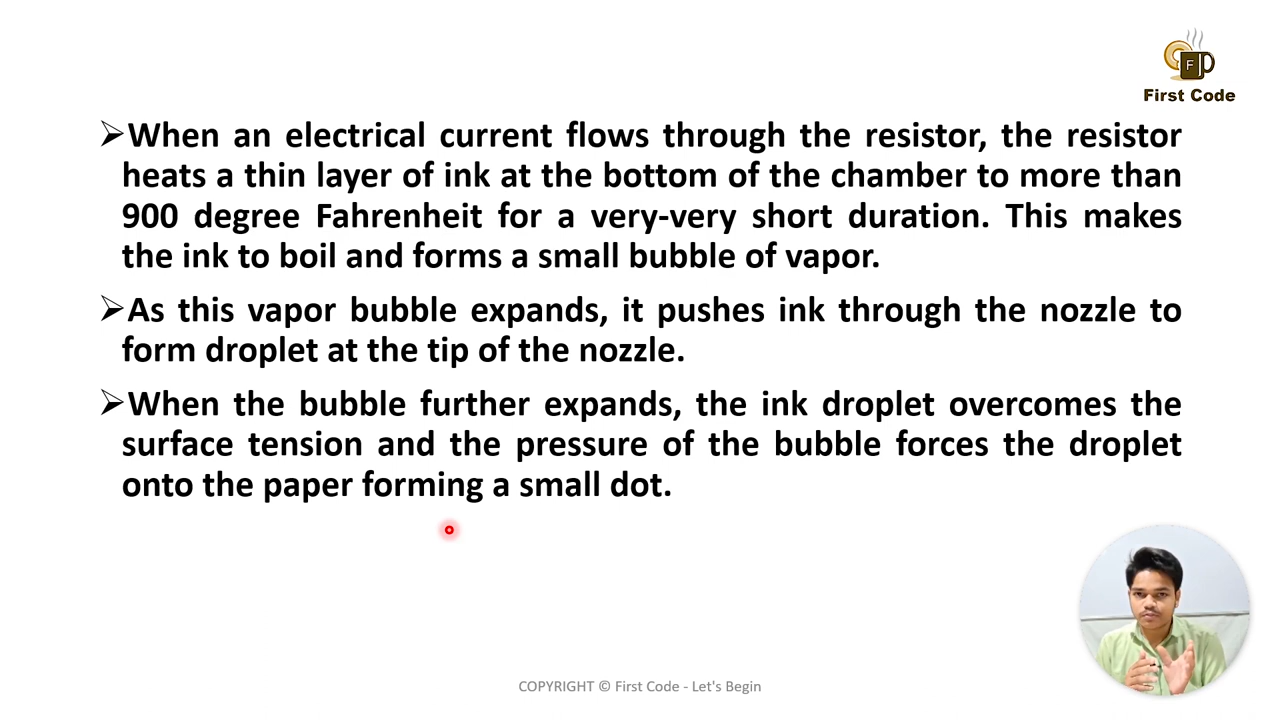 F
First Code
➢When an electrical current flows through the resistor, the resistor
heats a thin layer of ink at the bottom of the chamber to more than
900 degree Fahrenheit for a very-very short duration. This makes
the ink to boil and forms a small bubble of vapor.
➢As this vapor bubble expands, it pushes ink through the nozzle to
form droplet at the tip of the nozzle.
➢When the bubble further expands, the ink droplet overcomes the
surface tension and the pressure of the bubble forces the droplet
onto the paper forming a small dot.
COPYRIGHT © First Code - Let's Begin